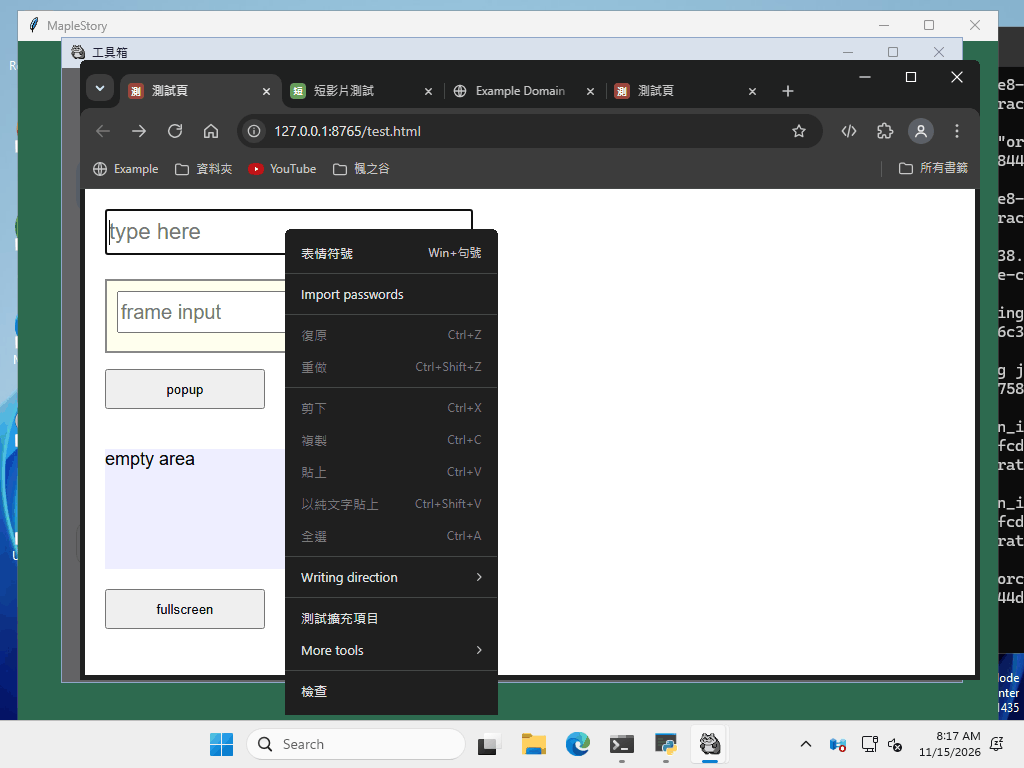 MapleStory
工具箱
測 測試頁
短 短影片測試
Example Domain
測 測試頁
127.0.0.1:8765/test.html
Example
資料夾
YouTube
楓之谷
所有書籤
type here
frame input
popup
empty area
fullscreen
表情符號 Win+句號
Import passwords
復原 Ctrl+Z
重做 Ctrl+Shift+Z
剪下 Ctrl+X
複製 Ctrl+C
貼上 Ctrl+V
以純文字貼上 Ctrl+Shift+V
全選 Ctrl+A
Writing direction
測試擴充項目
More tools
檢查
Search
8:17 AM
11/15/2026